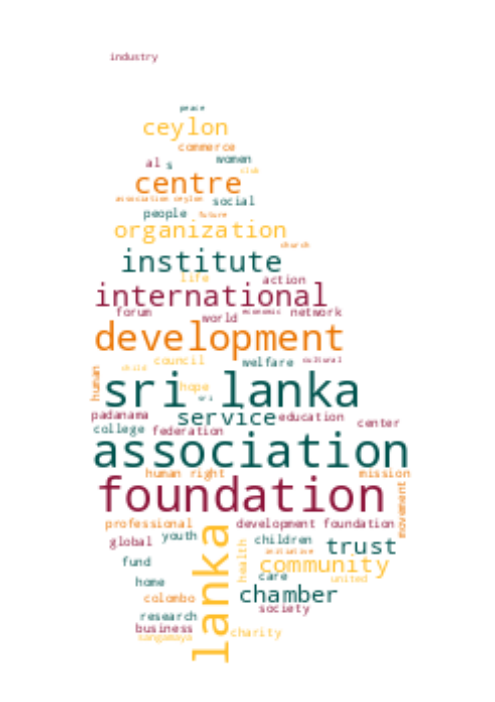 industry
peace
ceylon
commerce
al s women
club
centre
association ceylon social
people future
organization
church
institute
life action
international
forum world economic network
development
council welfare cultural
child
human
sri lanka
hope
sri
padanama service education
college federation center
association
human right mission
foundation
movement
professional development foundation
global youth children trust
initiative
lanka
health
fund community
care united
home chamber
colombo society
research
business charity
sangamaya